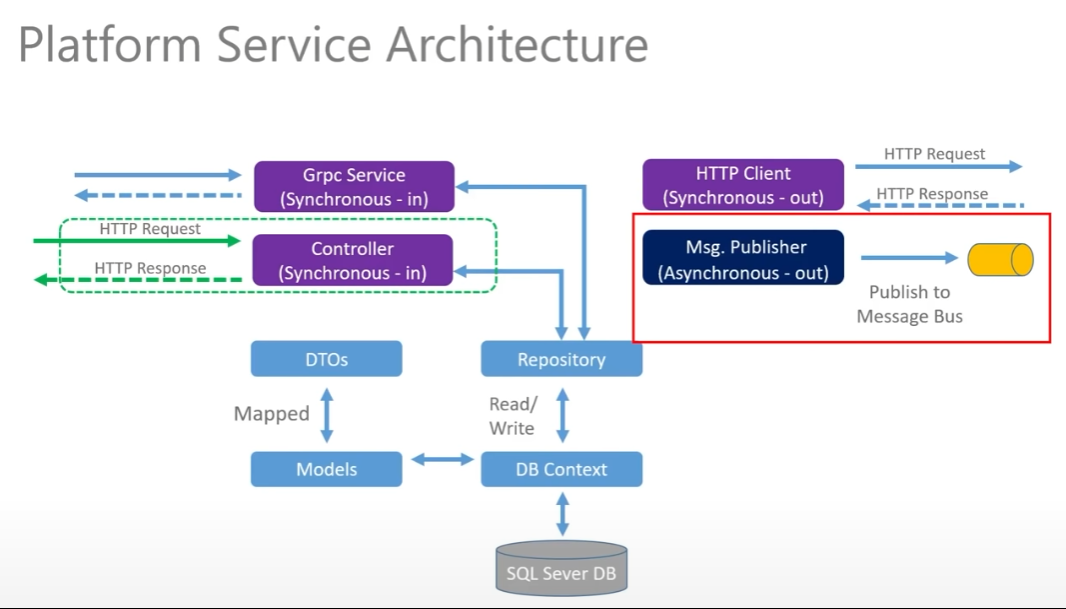 Platform Service Architecture
HTTP Request
Grpc Service
(Synchronous - in)
HTTP Client
(Synchronous - out)
HTTP Response
HTTP Request
Controller
(Synchronous - in)
HTTP Response
Msg. Publisher
(Asynchronous - out)
Publish to
Message Bus
DTOs
Repository
Mapped
Read/
Write
Models
DB Context
SQL Sever DB